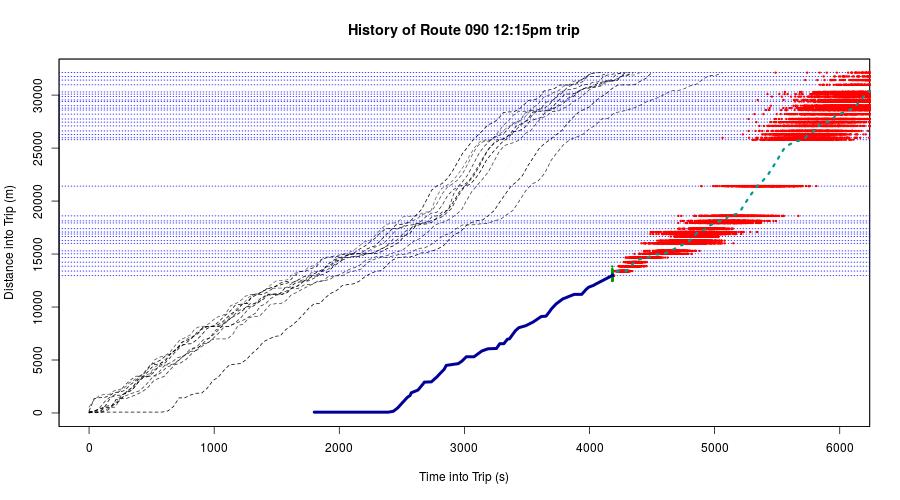 History of Route 090 12:15pm trip
Distance into Trip (m)
30000
25000
20000
15000
10000
5000
0
0 1000 2000 3000 4000 5000 6000
Time into Trip (s)